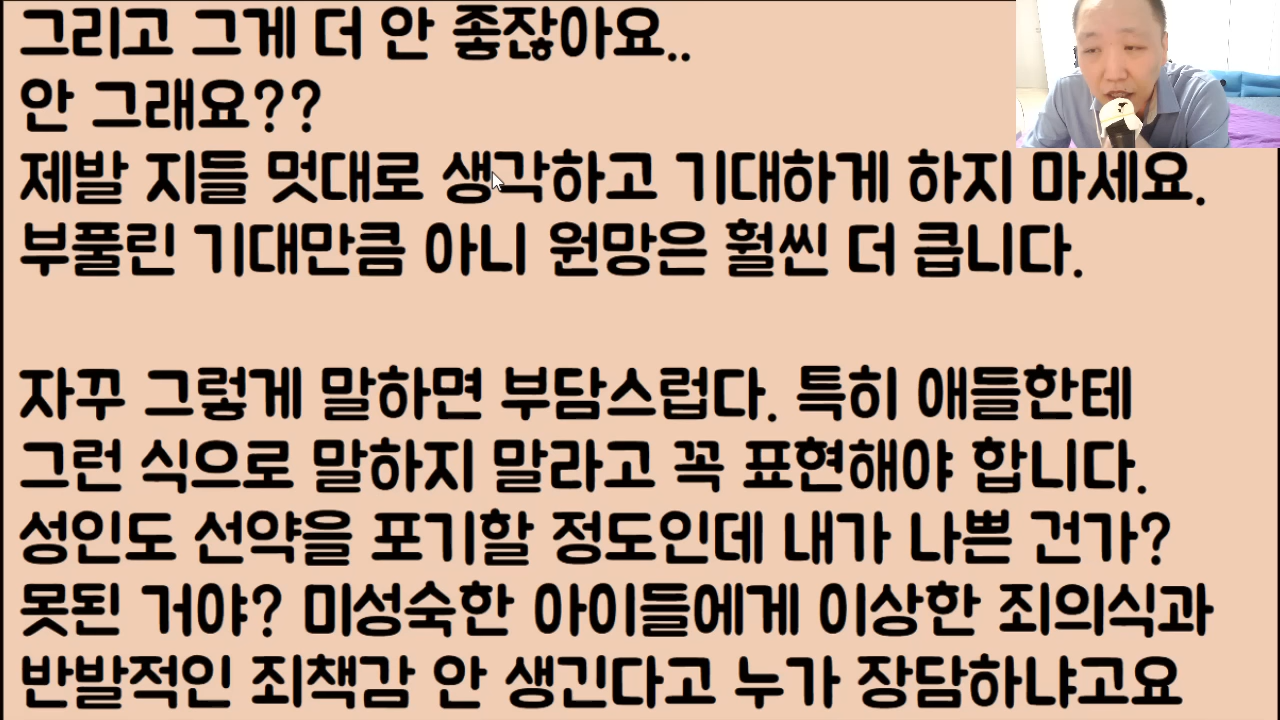 그리고 그게 더 안 좋잖아요..
안 그래요??
제발 지들 멋대로 생각하고 기대하게 하지 마세요.
부풀린 기대만큼 아니 원망은 훨씬 더 큽니다.
자꾸 그렇게 말하면 부담스럽다. 특히 애들한테
그런 식으로 말하지 말라고 꼭 표현해야 합니다.
성인도 선약을 포기할 정도인데 내가 나쁜 건가?
못된 거야? 미성숙한 아이들에게 이상한 죄의식과
반발적인 죄책감 안 생긴다고 누가 장담하냐고요